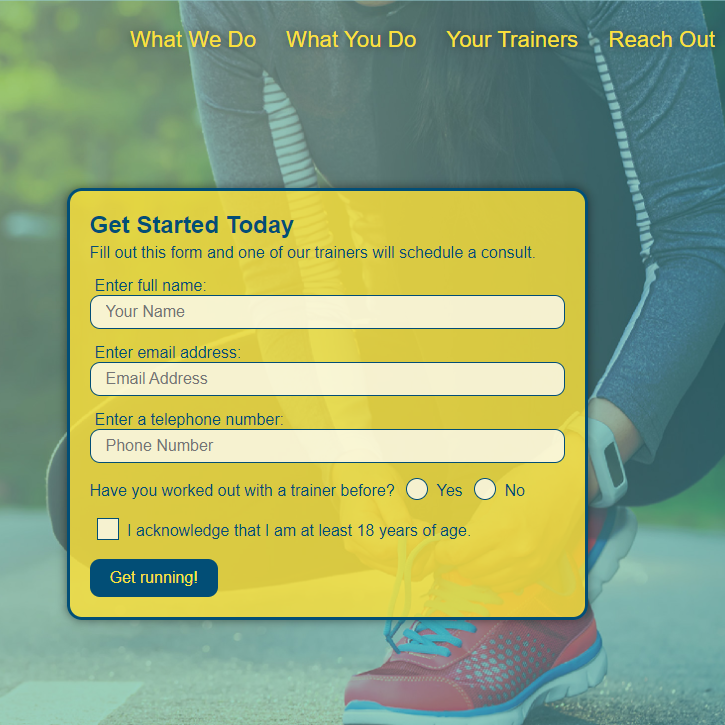 What We Do What You Do Your Trainers Reach Out
Get Started Today
Fill out this form and one of our trainers will schedule a consult.
Enter full name:
Your Name
Enter email address:
Email Address
Enter a telephone number:
Phone Number
Have you worked out with a trainer before? Yes No
I acknowledge that I am at least 18 years of age.
Get running!